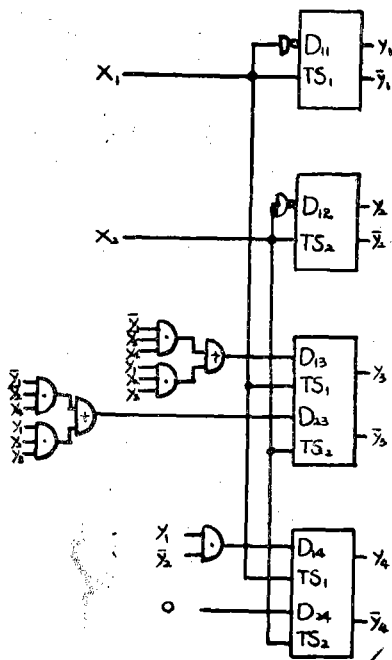 D₁₁ y₁
X₁ TS₁ ȳ₁
D₁₂ y₂
X₂ TS₂ ȳ₂
D₁₃
TS₁ y₃
D₂₃
TS₂ ȳ₃
+
+
y₁
ȳ₂
D₁₄ y₄
TS₁
0 D₂₄ ȳ₄
TS₂